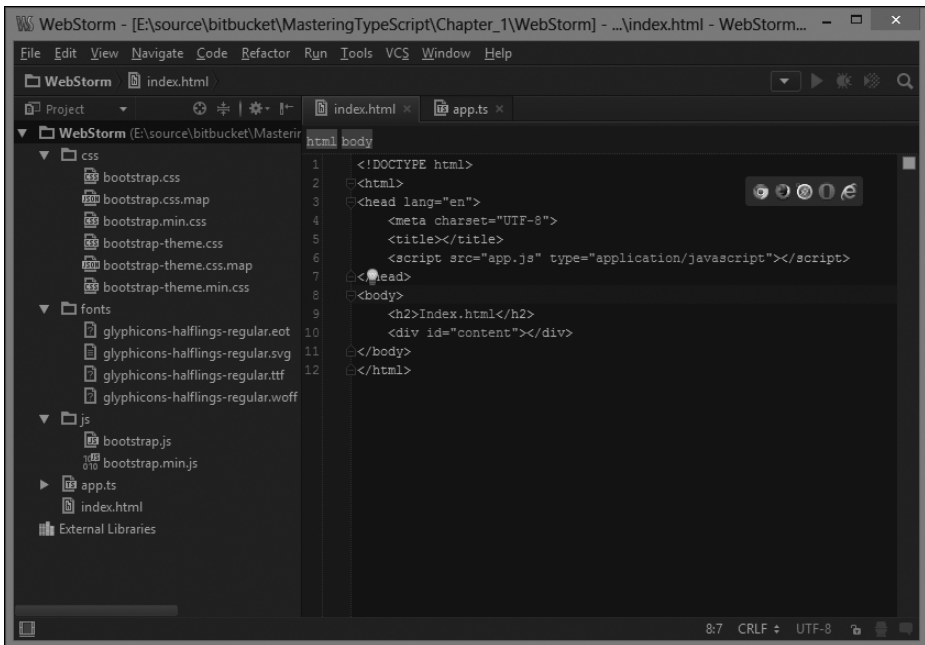 WebStorm - [E:\source\bitbucket\MasteringTypeScript\Chapter_1\WebStorm] - ...\index.html - WebStorm...
File Edit View Navigate Code Refactor Run Tools VCS Window Help
WebStorm index.html
Project
index.html app.ts
WebStorm (E:\source\bitbucket\Masterin
css
bootstrap.css
bootstrap.css.map
bootstrap.min.css
bootstrap-theme.css
bootstrap-theme.css.map
bootstrap-theme.min.css
fonts
glyphicons-halflings-regular.eot
glyphicons-halflings-regular.svg
glyphicons-halflings-regular.ttf
glyphicons-halflings-regular.woff
js
bootstrap.js
bootstrap.min.js
app.ts
index.html
External Libraries
html body
1 <!DOCTYPE html>
2 <html>
3 <head lang="en">
4 <meta charset="UTF-8">
5 <title></title>
6 <script src="app.js" type="application/javascript"></script>
7 </head>
8 <body>
9 <h2>Index.html</h2>
10 <div id="content"></div>
11 </body>
12 </html>
8:7 CRLF UTF-8